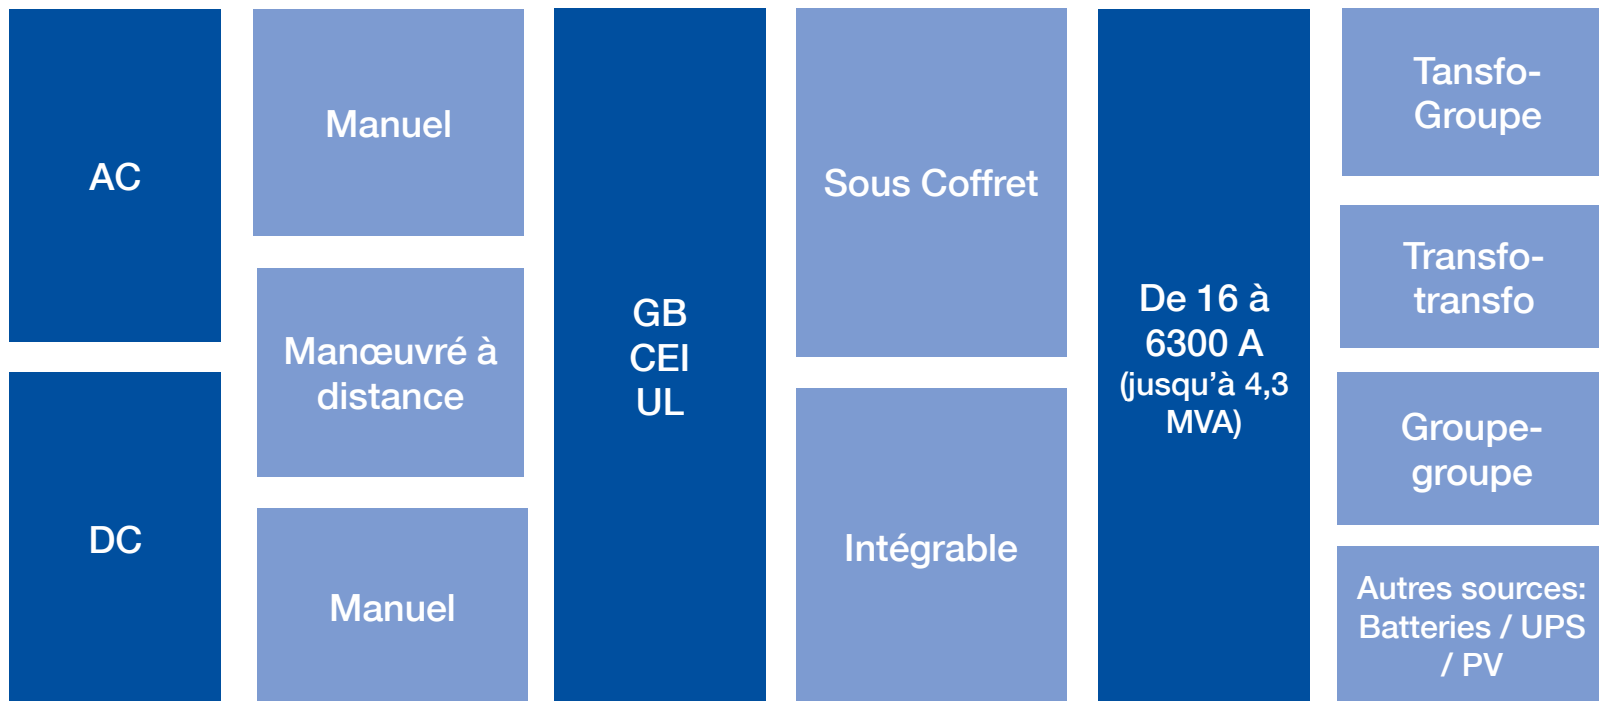 AC
DC
Manuel
Manœuvré à
distance
Manuel
GB
CEI
UL
Sous Coffret
Intégrable
De 16 à
6300 A
(jusqu’à 4,3
MVA)
Tansfo-
Groupe
Transfo-
transfo
Groupe-
groupe
Autres sources:
Batteries / UPS
/ PV